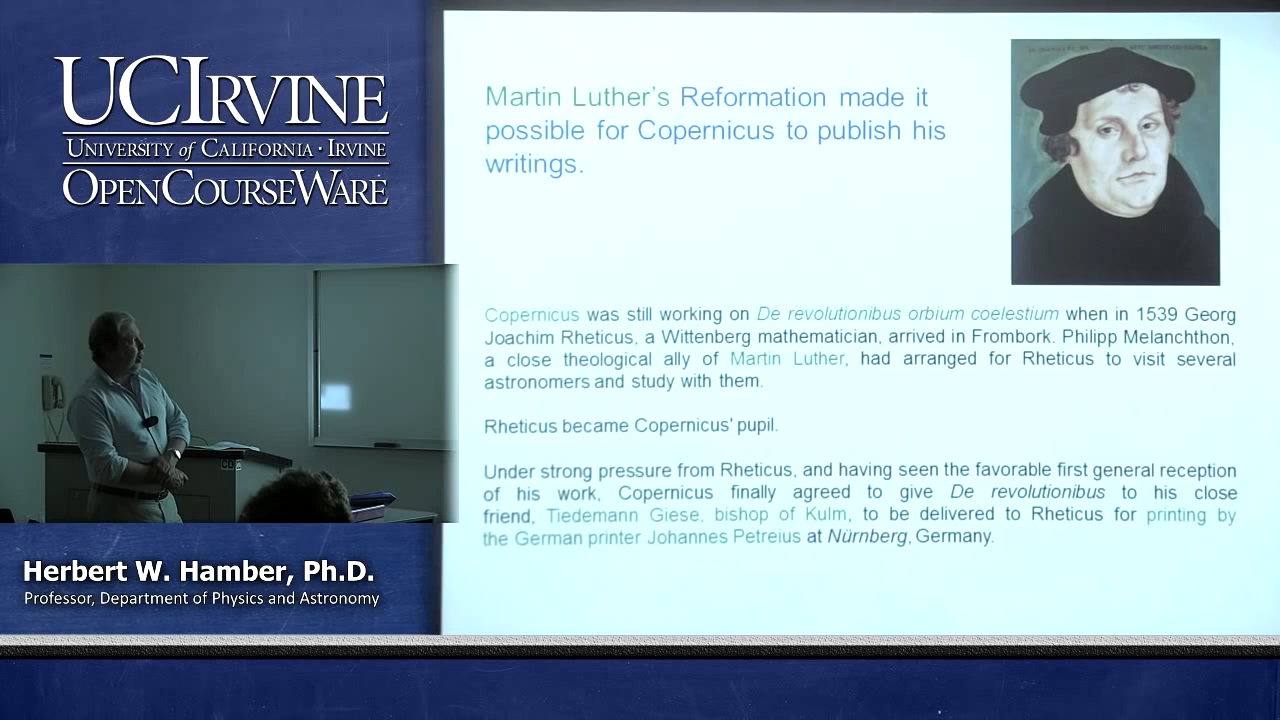 UCIRVINE
UNIVERSITY of CALIFORNIA · IRVINE
OPENCOURSEWARE
Martin Luther's Reformation made it
possible for Copernicus to publish his
writings.
Copernicus was still working on De revolutionibus orbium coelestium when in 1539 Georg
Joachim Rheticus, a Wittenberg mathematician, arrived in Frombork. Philipp Melanchthon,
a close theological ally of Martin Luther, had arranged for Rheticus to visit several
astronomers and study with them.
Rheticus became Copernicus' pupil.
Under strong pressure from Rheticus, and having seen the favorable first general reception
of his work, Copernicus finally agreed to give De revolutionibus to his close
friend, Tiedemann Giese, bishop of Kulm, to be delivered to Rheticus for printing by
the German printer Johannes Petreius at Nürnberg, Germany.
Herbert W. Hamber, Ph.D.
Professor, Department of Physics and Astronomy